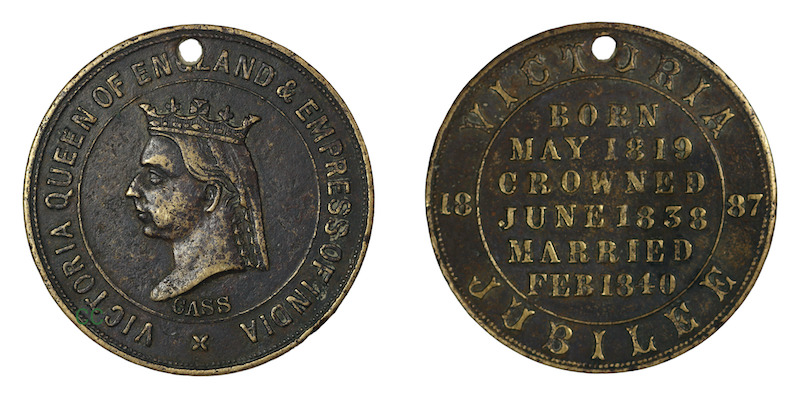 VICTORIA QUEEN OF ENGLAND & EMPRESS OF INDIA
CASS
VICTORIA
BORN
MAY 1819
CROWNED
18 JUNE 1838 87
MARRIED
FEB 1840
JUBILEE